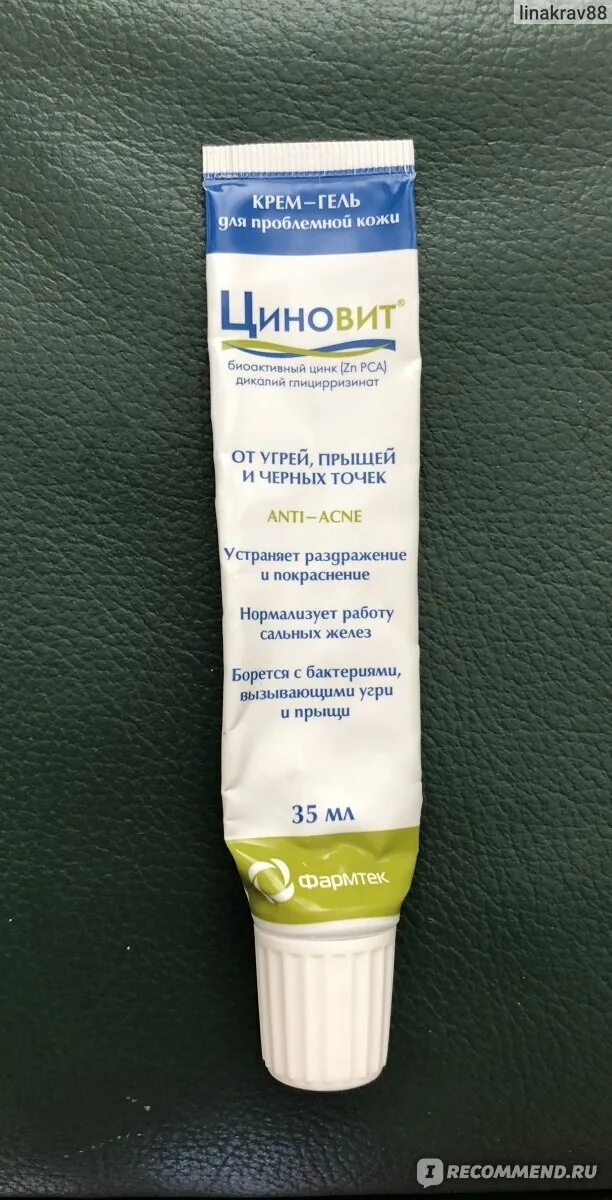 linakrav88
КРЕМ–ГЕЛЬ
для проблемной кожи
ЦИНОВИТ®
биоактивный цинк (Zn PCA)
дикалий глицирризинат
ОТ УГРЕЙ, ПРЫЩЕЙ
И ЧЕРНЫХ ТОЧЕК
ANTI–ACNE
Устраняет раздражение
и покраснение
Нормализует работу
сальных желез
Борется с бактериями,
вызывающими угри
и прыщи
35 мл
ФармТек
IRECOMMEND.RU